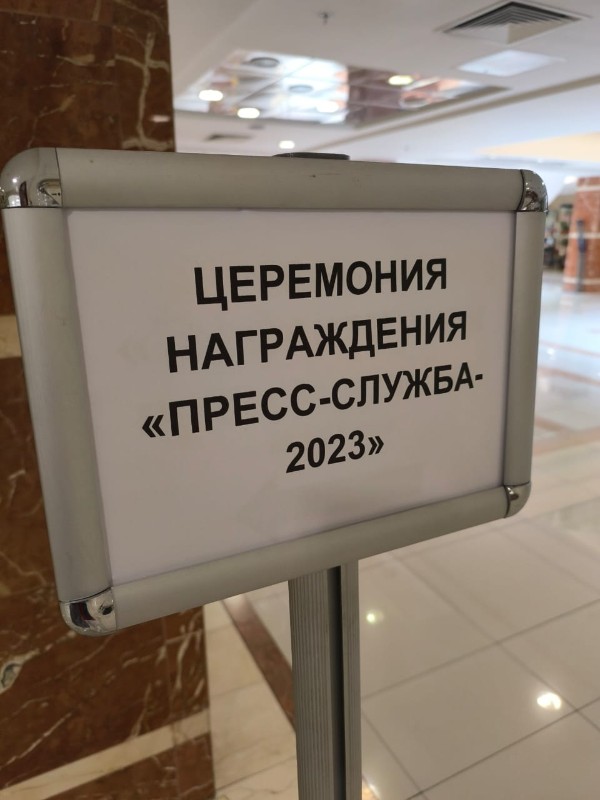 ЦЕРЕМОНИЯ
НАГРАЖДЕНИЯ
«ПРЕСС-СЛУЖБА-
2023»